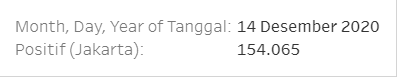 Month, Day, Year of Tanggal: 14 Desember 2020
Positif (Jakarta): 154.065